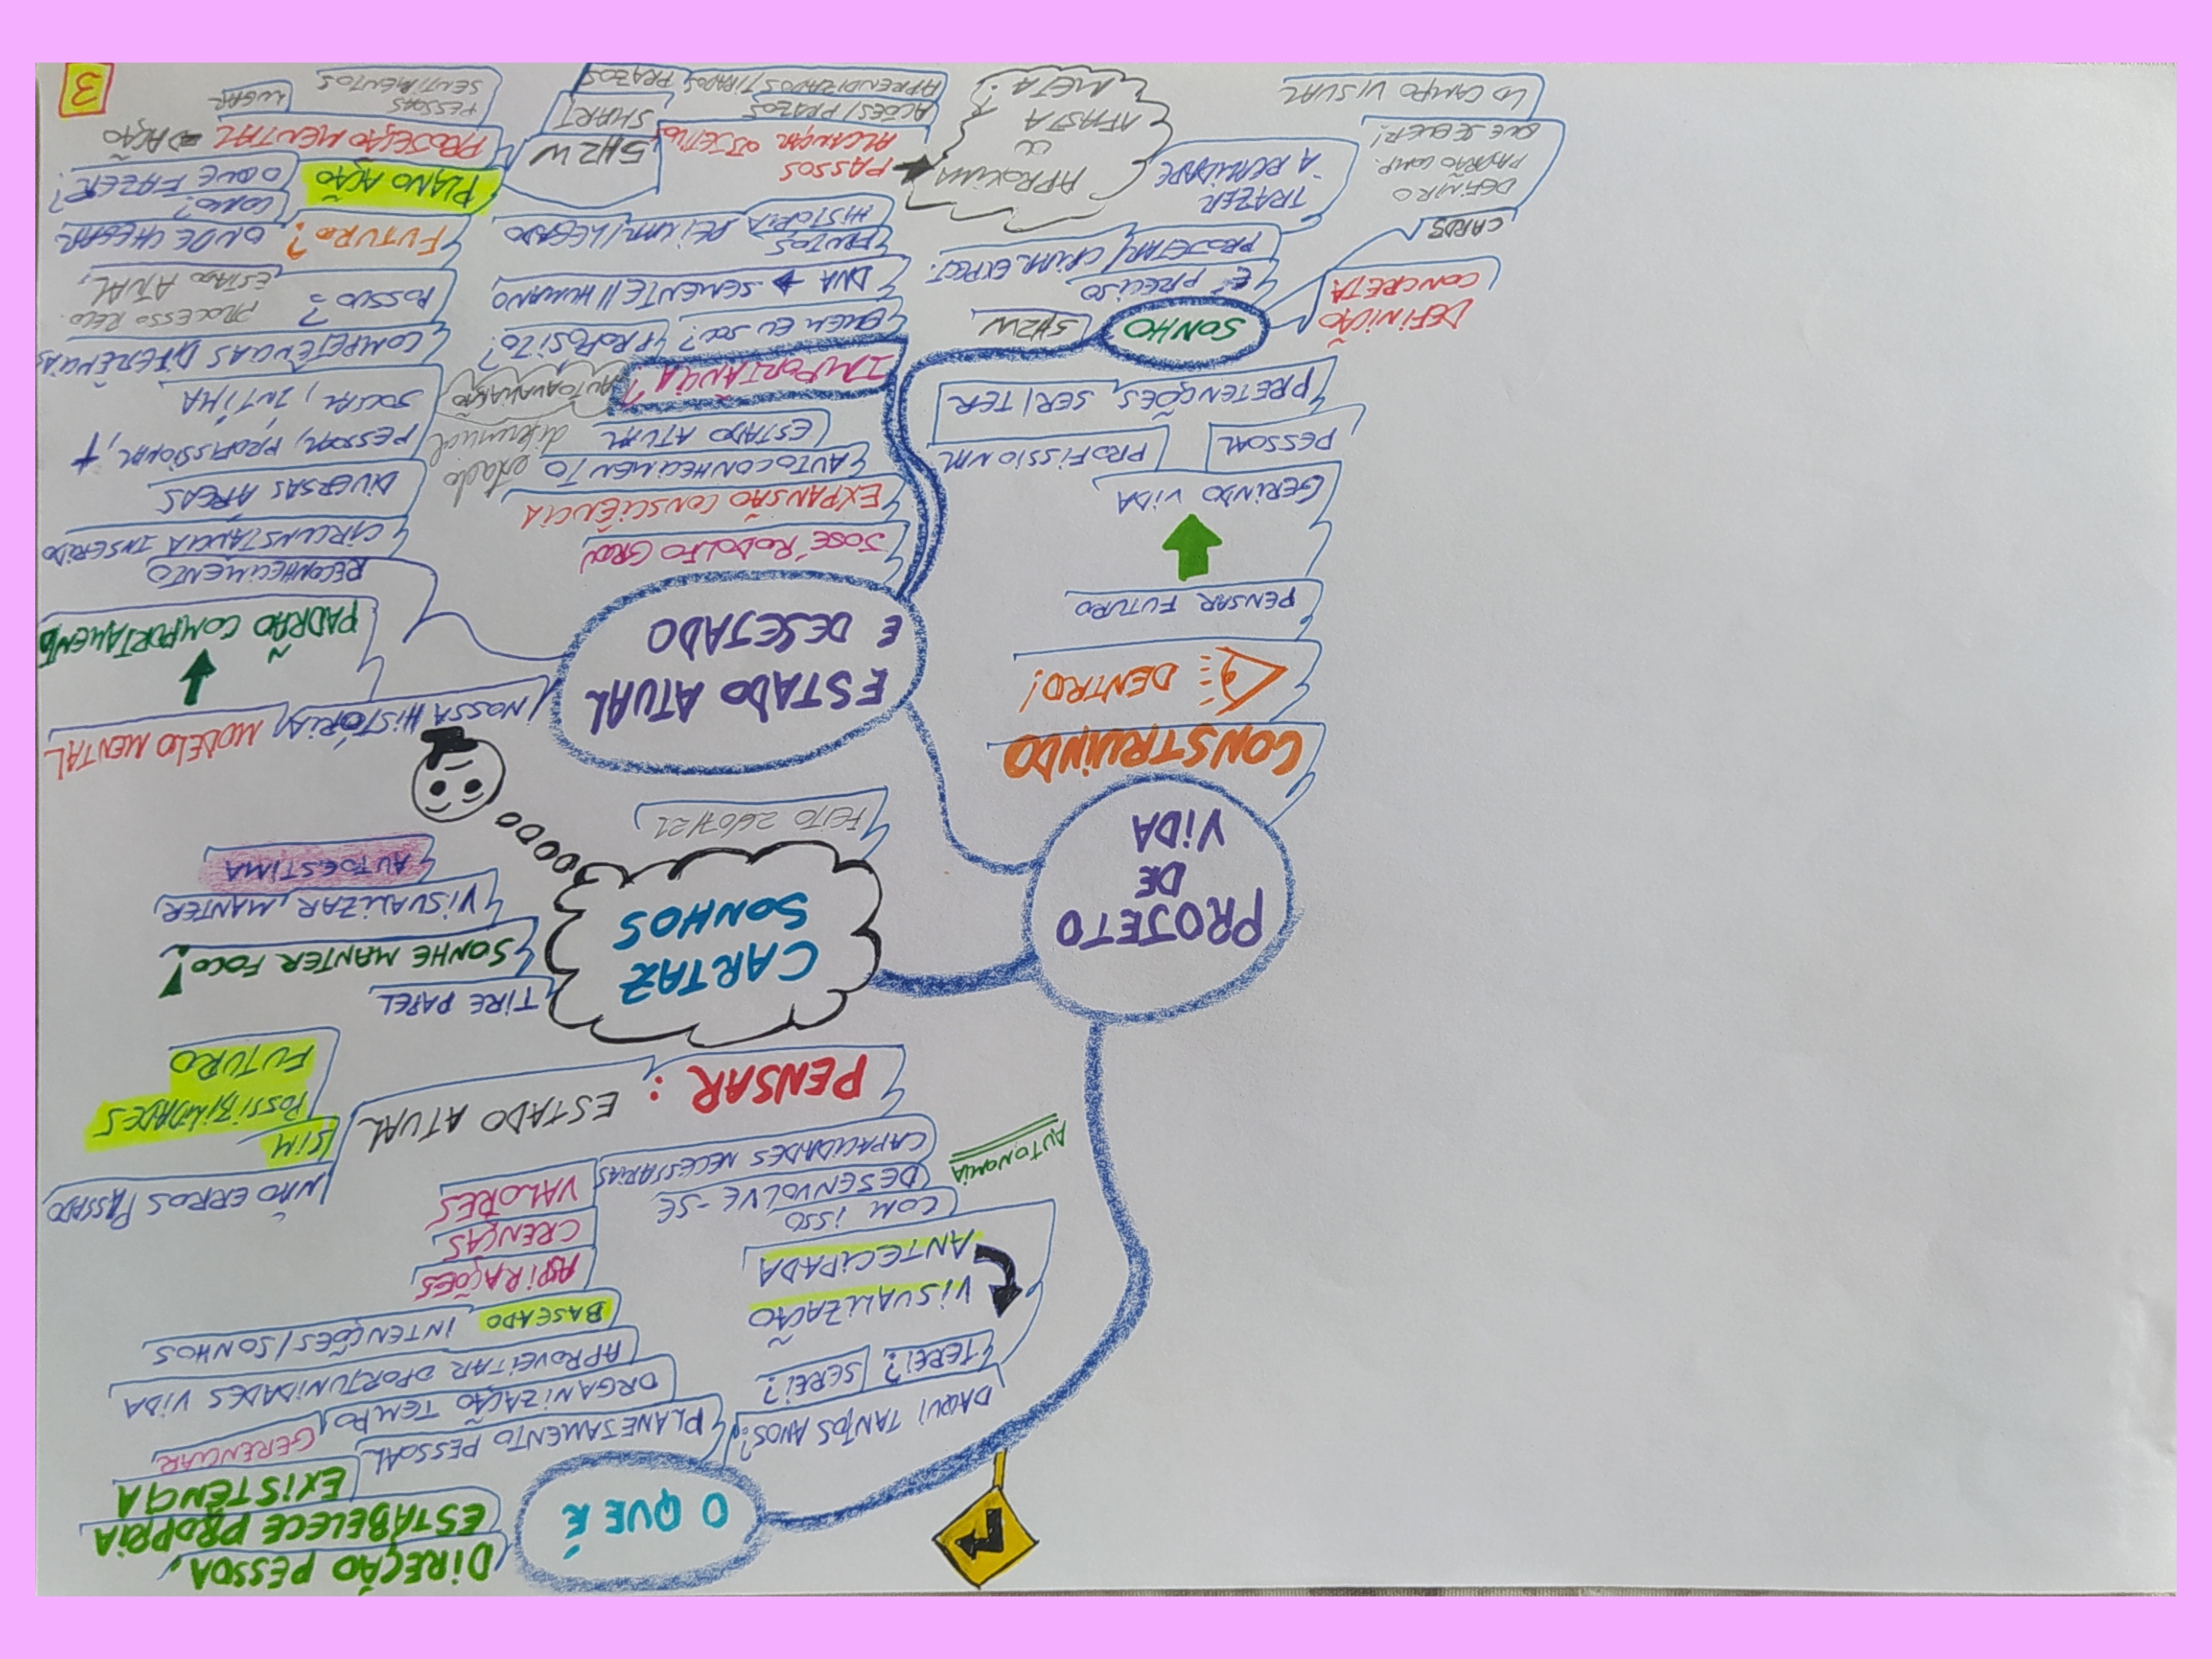 O QUE É
DIREÇÃO PESSOA,
ESTABELECE PROPRIA
EXISTÊNCIA
PLANEJAMENTO PESSOAL
ORGANIZAÇÃO TEMPO, GERENCIAR
APROVEITAR OPORTUNIDADES VIDA
BASEADO INTENÇÕES/SONHOS
ASPIRAÇÕES
CRENÇAS
VALORES
DAQUI TANTOS ANOS?
TEREI? SEREI?
VISUALIZAÇÃO
ANTECIPADA
COM ISSO
DESENVOLVE-SE
CAPACIDADES NECESSARIAS
AUTONOMIA
PENSAR: ESTADO ATUAL
NÃO ERROS PASSADO
SIM
POSSIBILIDADES
FUTURO
PROJETO
DE
VIDA
CARTAZ
SONHOS
TIRE PAPEL
SONHE MANTER FOCO!
VISUALIZAR, MANTER
AUTOESTIMA
FEITO 26/07/21
CONSTRUINDO
DENTRO!
PENSAR FUTURO
GERINDO VIDA
PESSOAL PROFISSIONAL
PRETENÇÕES, SER/TER
ESTADO ATUAL
E DESEJADO
NOSSA HISTÓRIA MODELO MENTAL
PADRÃO COMPORTAMENTO
RECONHECIMENTO
CIRCUNSTÂNCIA INSERIDO
DIVERSAS ÁREAS
PESSOAL, PROFISSIONAL, +
SOCIAL, ÍNTIMA
COMPETÊNCIAS DIFERÊNCIAS
POSSUO? PROCESSO RECO.
ESTADO ATUAL,
FUTURO? ONDE CHEGAR
COMO?
PLANO AÇÃO O QUE FAZER?
PROJEÇÃO MENTAL AÇÃO
PESSOAS
SENTIMENTOS LUGAR
JOSÉ RODOLFO GROU
EXPANSÃO CONSCIÊNCIA
AUTOCONHECIMENTO estado
ESTADO ATUAL diferencial
IMPORTÂNCIA? AUTOAVALIAÇÃO
QUEM EU SOU? PROPOSITO?
DNA → SEMENTE // HUMANO
FRUTOS
HISTORIA DEIXAR/LEGADO
PASSOS
ALCANÇAR OBJETIVO
5H2W
SMART
AÇÕES/PRAZOS
APRENDIZADOS TIRADOS PRAZOS
SONHO 5H2W
DEFINIÇÃO
CONCRETA
É PRECISO
PROJETAR/CRIAR EXPECT.
TRAZER
A REALIDADE
CARDS
DEFINIR O
PADRÃO COMP.
QUE SE QUER!
LO CAMPO VISUAL
APROXIMA
OU
AFASTA
META?
3